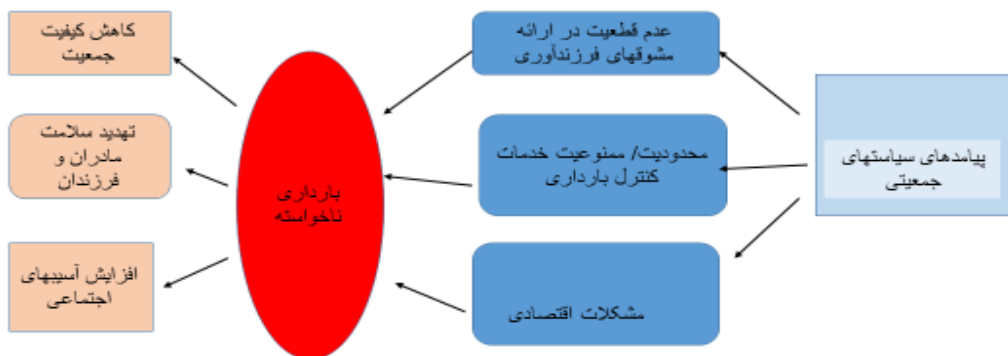 پیامدهای سیاستهای
جمعیتی
عدم قطعیت در ارائه
مشوقهای فرزندآوری
محدودیت/ ممنوعیت خدمات
کنترل بارداری
مشکلات اقتصادی
بارداری
ناخواسته
کاهش کیفیت
جمعیت
تهدید سلامت
مادران و
فرزندان
افزایش آسیبهای
اجتماعی